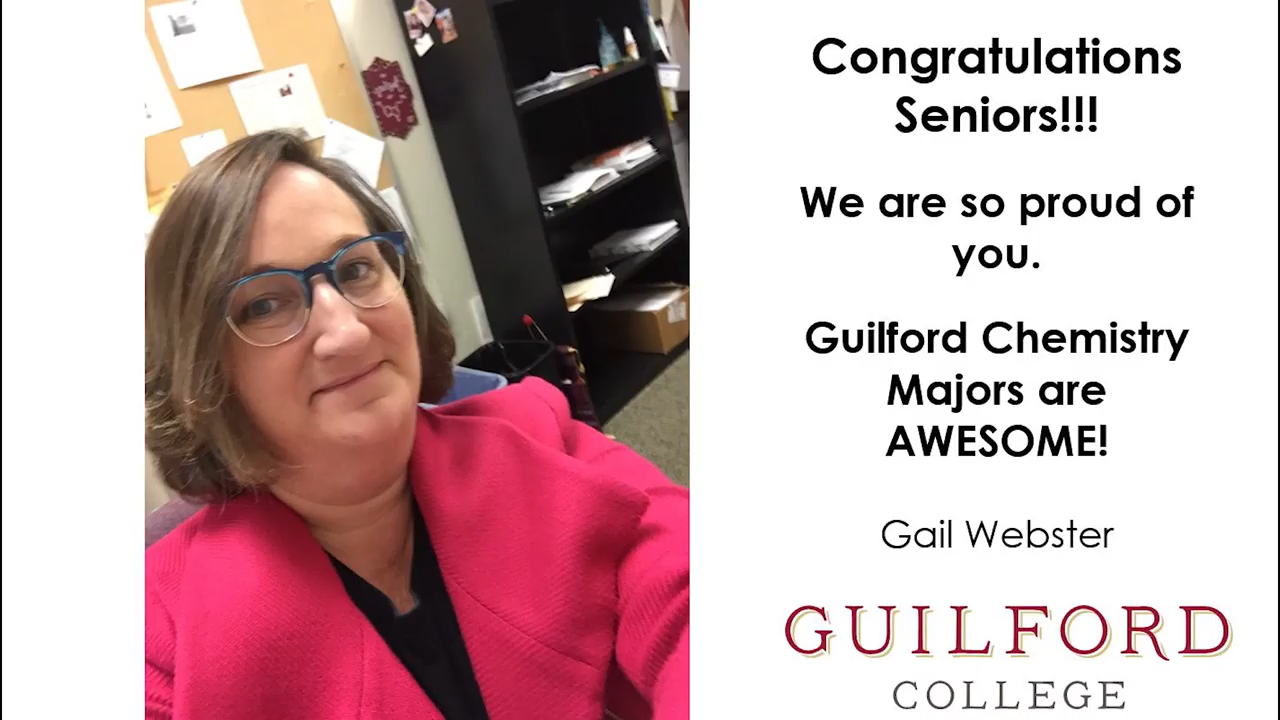 Congratulations
Seniors!!!
We are so proud of
you.
Guilford Chemistry
Majors are
AWESOME!
Gail Webster
GUILFORD
COLLEGE